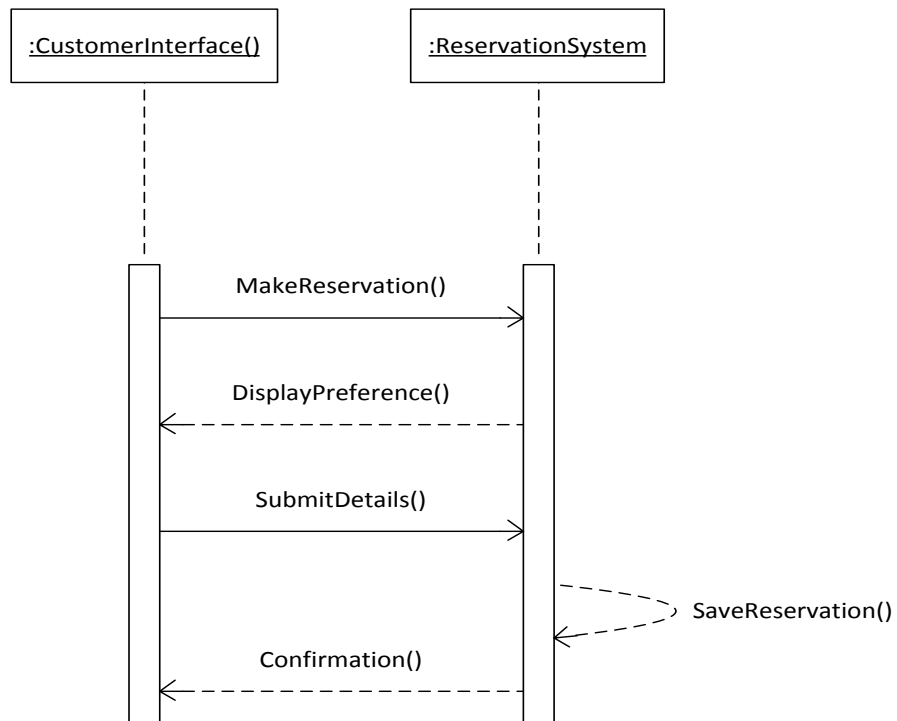 :CustomerInterface()
:ReservationSystem
MakeReservation()
DisplayPreference()
SubmitDetails()
SaveReservation()
Confirmation()